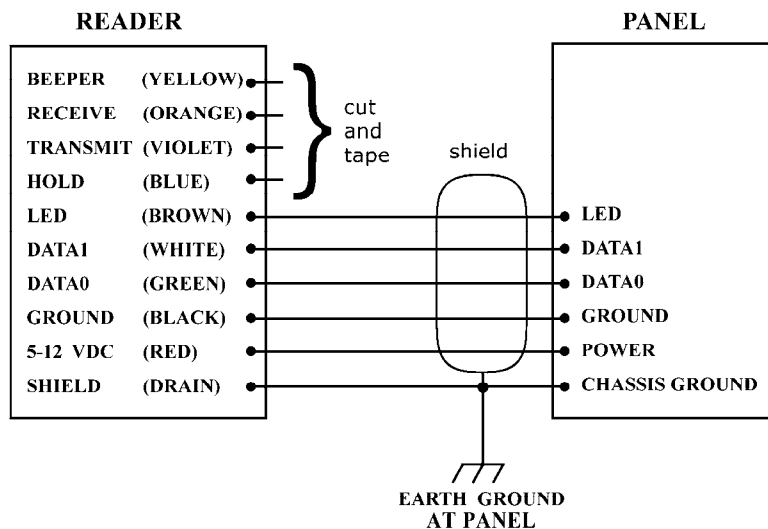 READER
PANEL
BEEPER (YELLOW)
RECEIVE (ORANGE)
TRANSMIT (VIOLET)
HOLD (BLUE)
LED (BROWN)
DATA1 (WHITE)
DATA0 (GREEN)
GROUND (BLACK)
5-12 VDC (RED)
SHIELD (DRAIN)
cut
and
tape
shield
LED
DATA1
DATA0
GROUND
POWER
CHASSIS GROUND
EARTH GROUND
AT PANEL